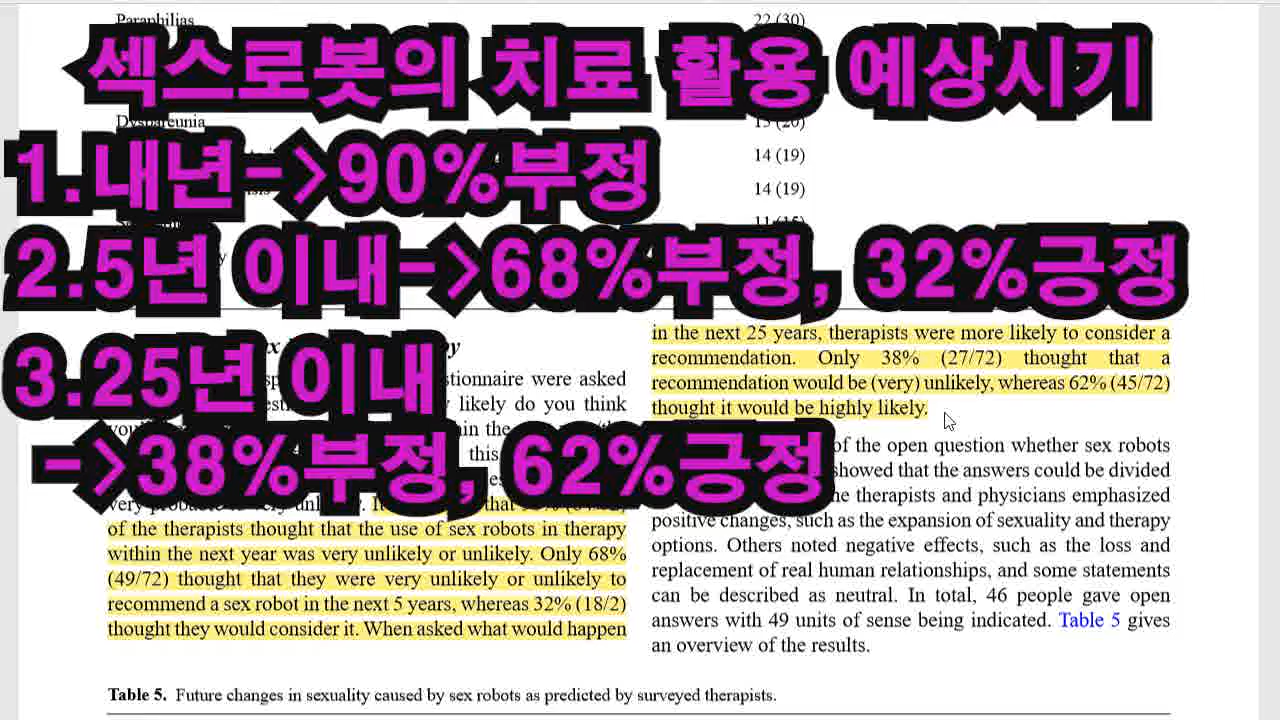 Paraphilias 22 (30)
섹스로봇의 치료 활용 예상시기
Dyspareunia 15 (20)
1.내년->90%부정
14 (19)
14 (19)
2.5년 이내->68%부정, 32%긍정
3.25년 이내
->38%부정, 62%긍정
stionnaire were asked
likely do you think
this
of the therapists thought that the use of sex robots in therapy
within the next year was very unlikely or unlikely. Only 68%
(49/72) thought that they were very unlikely or unlikely to
recommend a sex robot in the next 5 years, whereas 32% (18/2)
thought they would consider it. When asked what would happen
in the next 25 years, therapists were more likely to consider a
recommendation. Only 38% (27/72) thought that a
recommendation would be (very) unlikely, whereas 62% (45/72)
thought it would be highly likely.
of the open question whether sex robots
showed that the answers could be divided
the therapists and physicians emphasized
positive changes, such as the expansion of sexuality and therapy
options. Others noted negative effects, such as the loss and
replacement of real human relationships, and some statements
can be described as neutral. In total, 46 people gave open
answers with 49 units of sense being indicated. Table 5 gives
an overview of the results.
Table 5. Future changes in sexuality caused by sex robots as predicted by surveyed therapists.